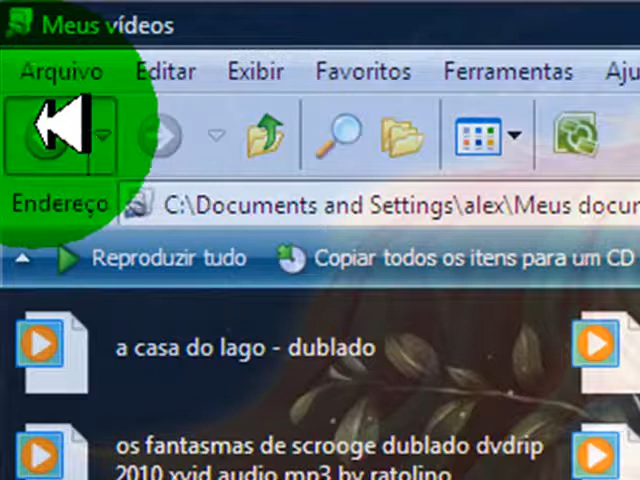 Meus vídeos
Arquivo Editar Exibir Favoritos Ferramentas Aju
Endereço C:\Documents and Settings\alex\Meus docur
Reproduzir tudo Copiar todos os itens para um CD
a casa do lago - dublado
os fantasmas de scrooge dublado dvdrip
2010 xvid audio mp3 by ratolino